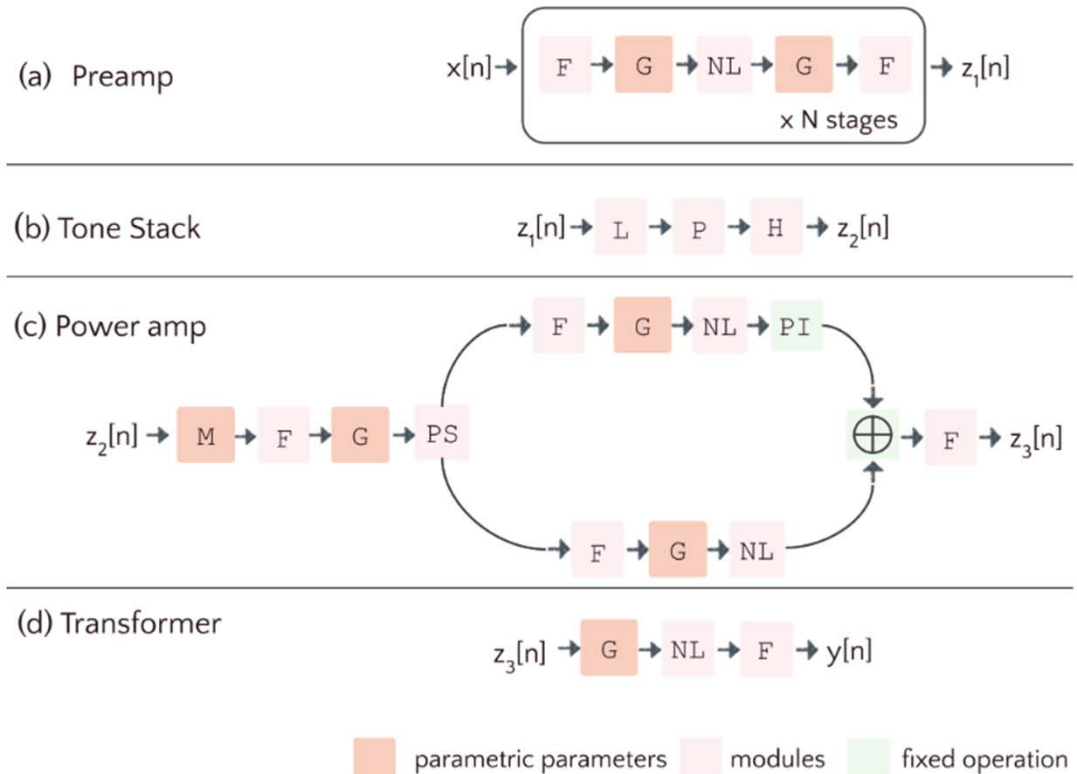 (a) Preamp
x[n] F G NL G F z₁[n]
x N stages
(b) Tone Stack
z₁[n] L P H z₂[n]
(c) Power amp
F G NL PI
z₂[n] M F G PS
F z₃[n]
F G NL
(d) Transformer
z₃[n] G NL F y[n]
parametric parameters modules fixed operation